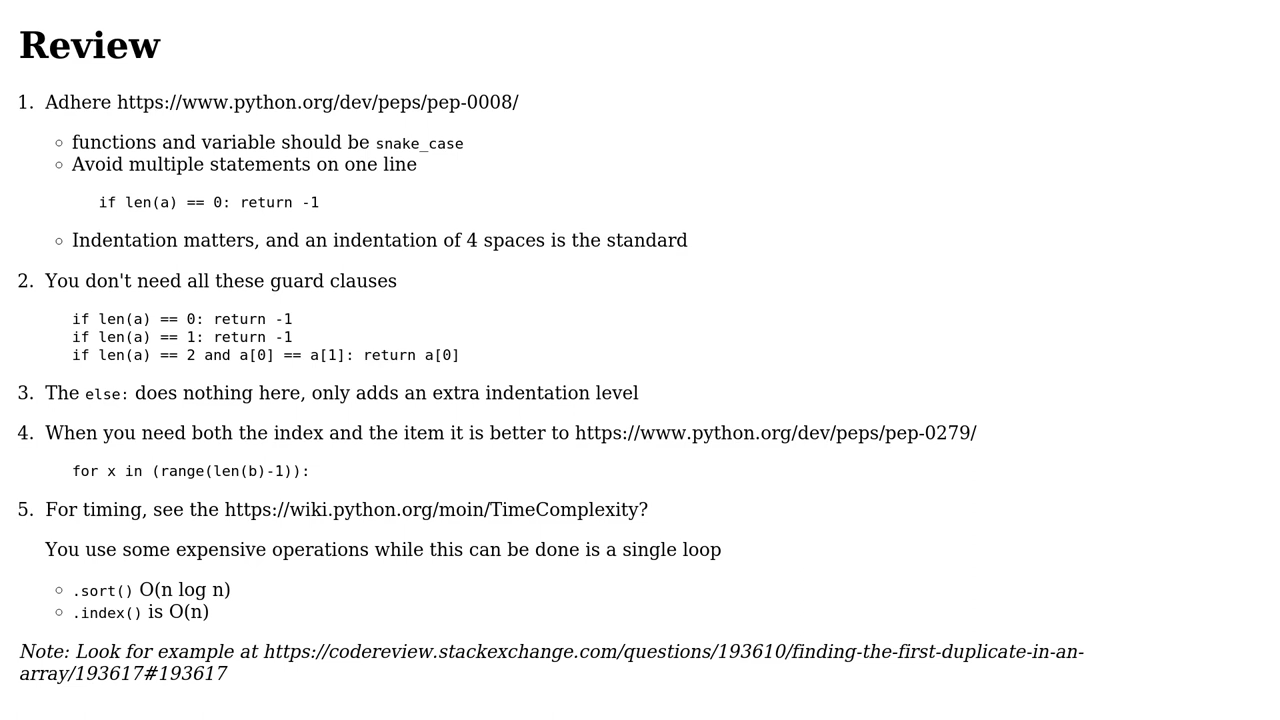 Review
1. Adhere https://www.python.org/dev/peps/pep-0008/
◦ functions and variable should be snake_case
◦ Avoid multiple statements on one line
if len(a) == 0: return -1
◦ Indentation matters, and an indentation of 4 spaces is the standard
2. You don't need all these guard clauses
if len(a) == 0: return -1
if len(a) == 1: return -1
if len(a) == 2 and a[0] == a[1]: return a[0]
3. The else: does nothing here, only adds an extra indentation level
4. When you need both the index and the item it is better to https://www.python.org/dev/peps/pep-0279/
for x in (range(len(b)-1)):
5. For timing, see the https://wiki.python.org/moin/TimeComplexity?
You use some expensive operations while this can be done is a single loop
◦ .sort() O(n log n)
◦ .index() is O(n)
Note: Look for example at https://codereview.stackexchange.com/questions/193610/finding-the-first-duplicate-in-an-
array/193617#193617